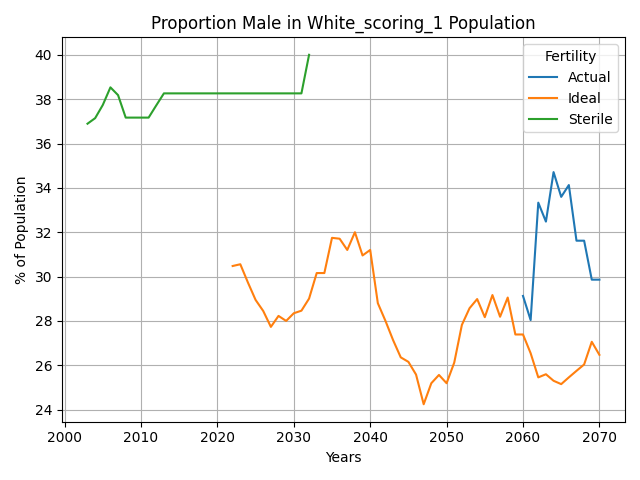 Proportion Male in White_scoring_1 Population
Fertility
Actual
Ideal
Sterile
% of Population
40
38
36
34
32
30
28
26
24
2000 2010 2020 2030 2040 2050 2060 2070
Years